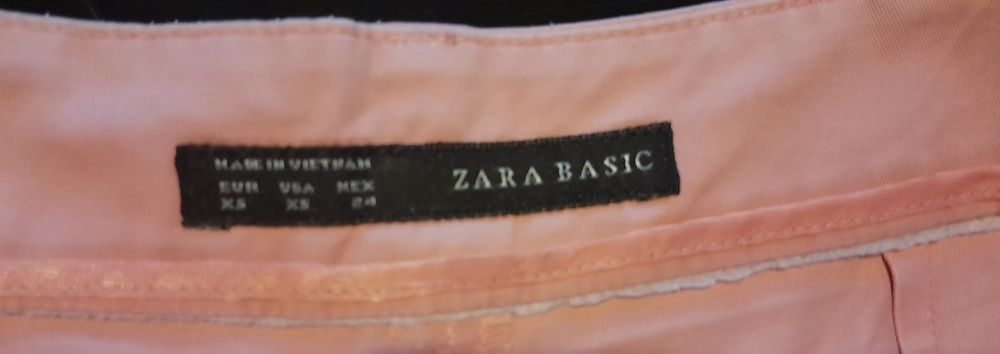 MADE IN VIETNAM
EUR USA MEX
XS XS 24
ZARA BASIC